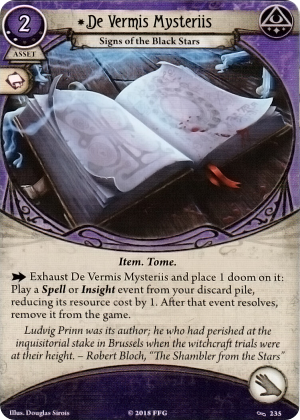 2
*De Vermis Mysteriis
ASSET
Signs of the Black Stars
Item. Tome.
Exhaust De Vermis Mysteriis and place 1 doom on it:
Play a Spell or Insight event from your discard pile,
reducing its resource cost by 1. After that event resolves,
remove it from the game.
Ludwig Prinn was its author; he who had perished at the
inquisitorial stake in Brussels when the witchcraft trials were
at their height. – Robert Bloch, “The Shambler from the Stars”
Illus. Douglas Sirois
© 2018 FFG
235